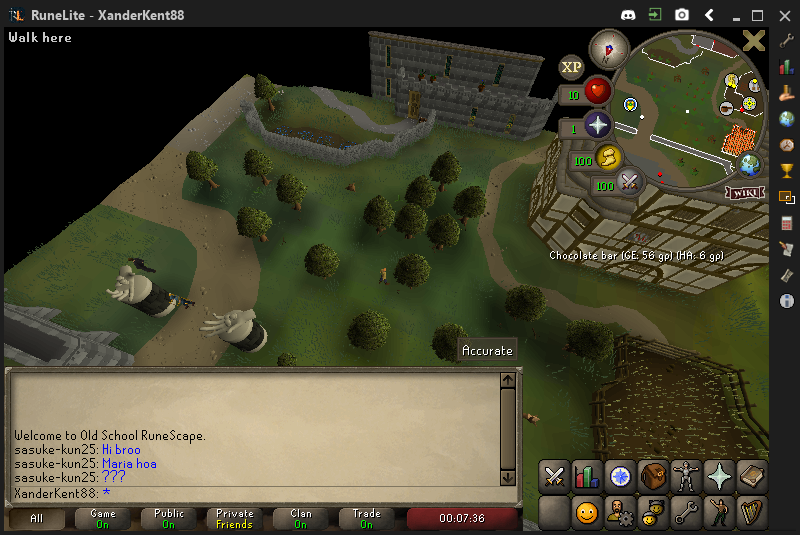 RuneLite - XanderKent88
Walk here
XP
10
1
100
100
WIKI
N
Chocolate bar (GE: 56 gp) (HA: 6 gp)
Accurate
Welcome to Old School RuneScape.
sasuke-kun25: Hi broo
sasuke-kun25: Maria hoa
sasuke-kun25: ???
XanderKent88: *
All
Game
On
Public
On
Private
Friends
Clan
On
Trade
On
00:07:36